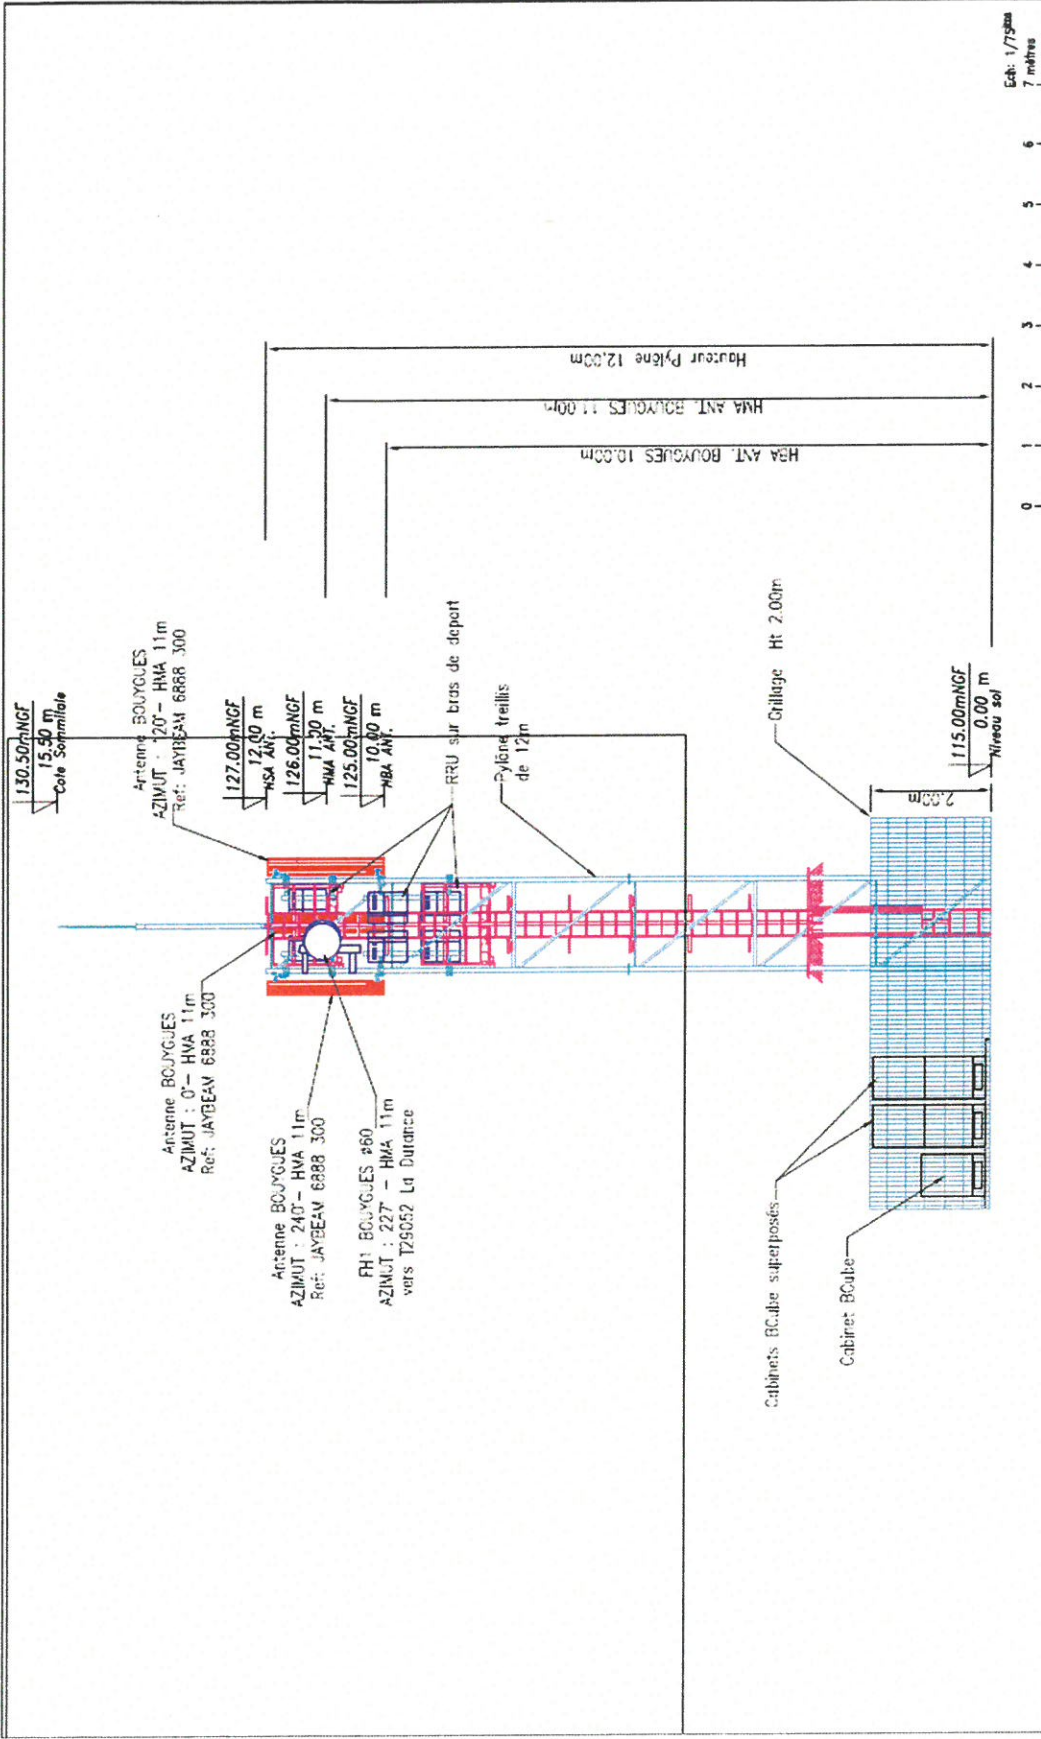 130.50mNGF
15.50 m
Cote Sommitale
Antenne BOUYGUES
AZIMUT : 120°- HMA 11m
Ref: JAYBEAM 6888 300
127.00mNGF
12.00 m
HSA ANT.
126.00mNGF
11.00 m
HMA ANT.
125.00mNGF
10.00 m
HBA ANT.
Antenne BOUYGUES
AZIMUT : 0°- HMA 11m
Ref: JAYBEAM 6888 300
Antenne BOUYGUES
AZIMUT : 240°- HMA 11m
Ref: JAYBEAM 6888 300
FH1 BOUYGUES ø60
AZIMUT : 227° - HMA 11m
vers T29052 La Durance
RRU sur bras de deport
Pylône treillis
de 12m
Hauteur Pylône 12,00m
HMA ANT. BOUYGUES 11.00m
HBA ANT. BOUYGUES 10.00m
Grillage Ht 2.00m
2.00m
115.00mNGF
0.00 m
Niveau sol
Cabinets BCube superposés
Cabinet BCube
Ech: 1/75ème
0 1 2 3 4 5 6 7 mètres